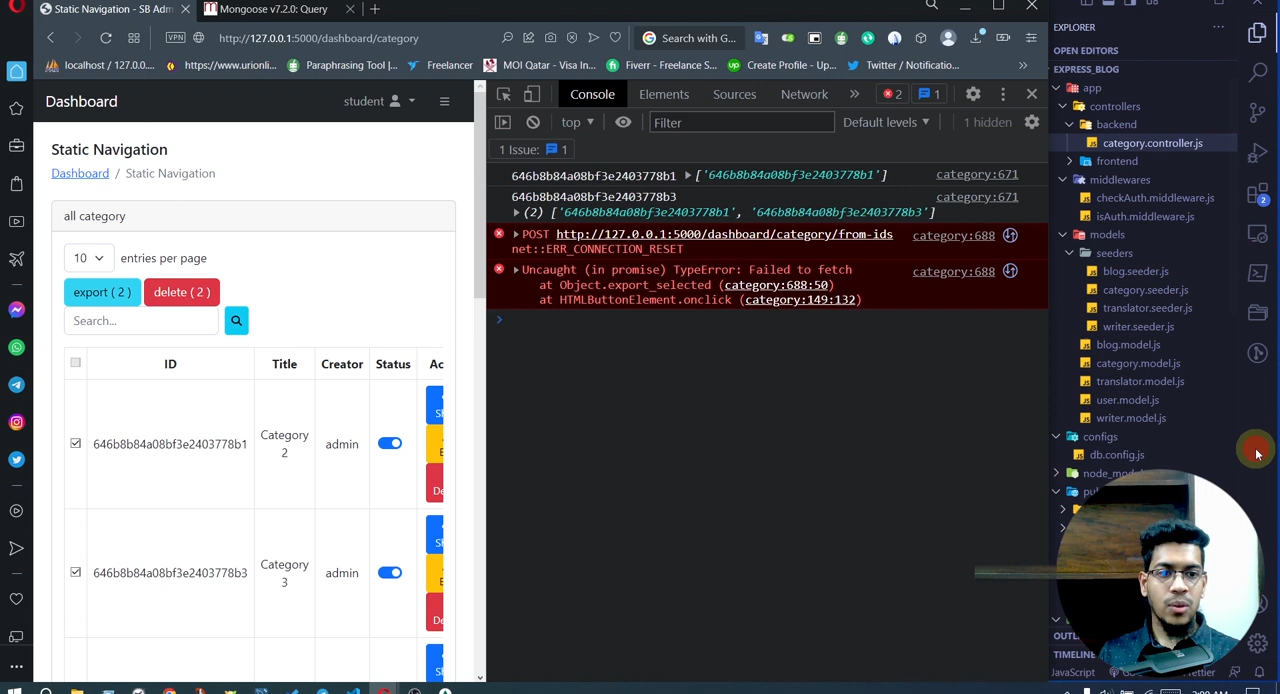 Static Navigation - SB Adm
Mongoose v7.2.0: Query
VPN
http://127.0.0.1:5000/dashboard/category
Search with G...
localhost / 127.0....
https://www.urionli...
Paraphrasing Tool |...
Freelancer
MOI Qatar - Visa In...
Fiverr - Freelance S...
Create Profile - Up...
Twitter / Notificatio...
Dashboard
student
Static Navigation
Dashboard / Static Navigation
all category
10 entries per page
export ( 2 ) delete ( 2 )
Search...
ID Title Creator Status Ac
646b8b84a08bf3e2403778b1
Category 2
admin
De
646b8b84a08bf3e2403778b3
Category 3
admin
De
Console Elements Sources Network
2 1
top Filter Default levels 1 hidden
1 Issue: 1
646b8b84a08bf3e2403778b1 ['646b8b84a08bf3e2403778b1'] category:671
646b8b84a08bf3e2403778b3 category:671
(2) ['646b8b84a08bf3e2403778b1', '646b8b84a08bf3e2403778b3']
POST http://127.0.0.1:5000/dashboard/category/from-ids category:688
net::ERR_CONNECTION_RESET
Uncaught (in promise) TypeError: Failed to fetch category:688
at Object.export_selected (category:688:50)
at HTMLButtonElement.onclick (category:149:132)
EXPLORER
OPEN EDITORS
EXPRESS_BLOG
app
controllers
backend
category.controller.js
frontend
middlewares
checkAuth.middleware.js
isAuth.middleware.js
models
seeders
blog.seeder.js
category.seeder.js
translator.seeder.js
writer.seeder.js
blog.model.js
category.model.js
translator.model.js
user.model.js
writer.model.js
configs
db.config.js
2
TIMELINE
JavaScript